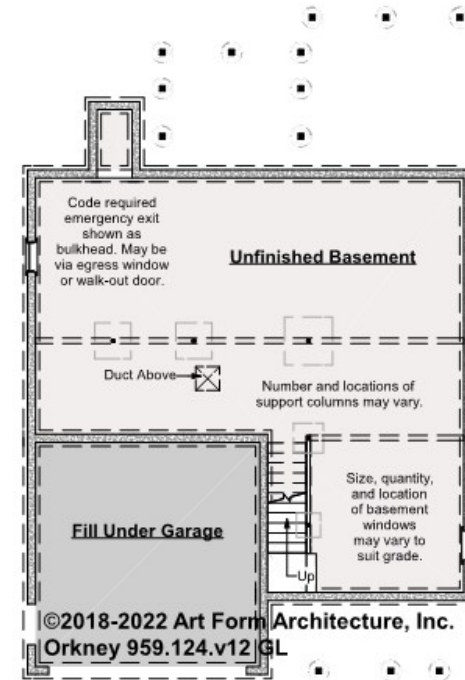 Code required
emergency exit
shown as
bulkhead. May be
via egress window
or walk-out door.
Unfinished Basement
Duct Above
Number and locations of
support columns may vary.
Size, quantity,
and location
of basement
windows
may vary to
suit grade.
Fill Under Garage
Up
©2018-2022 Art Form Architecture, Inc.
Orkney 959.124.v12 GL